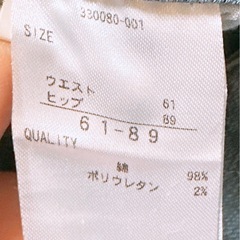 330080-001
SIZE
ウエスト 61
ヒップ 89
61-89
QUALITY
綿 98%
ポリウレタン 2%